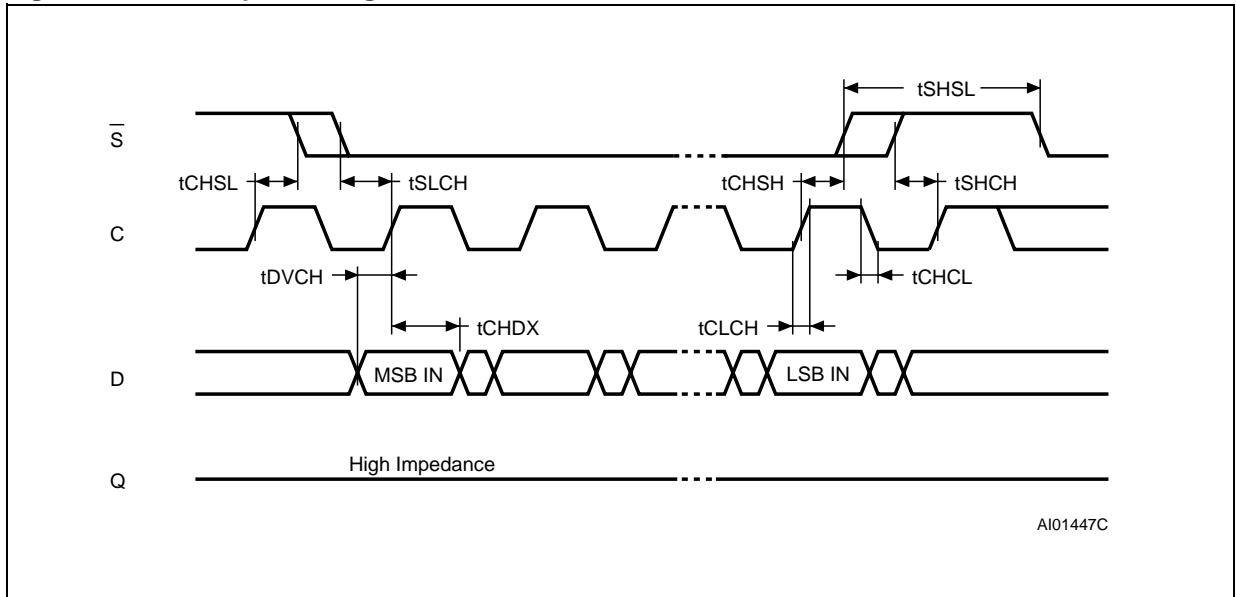 tSHSL
S
tCHSL
tSLCH
tCHSH
tSHCH
C
tDVCH
tCHCL
tCHDX
tCLCH
D
MSB IN
LSB IN
High Impedance
Q
AI01447C